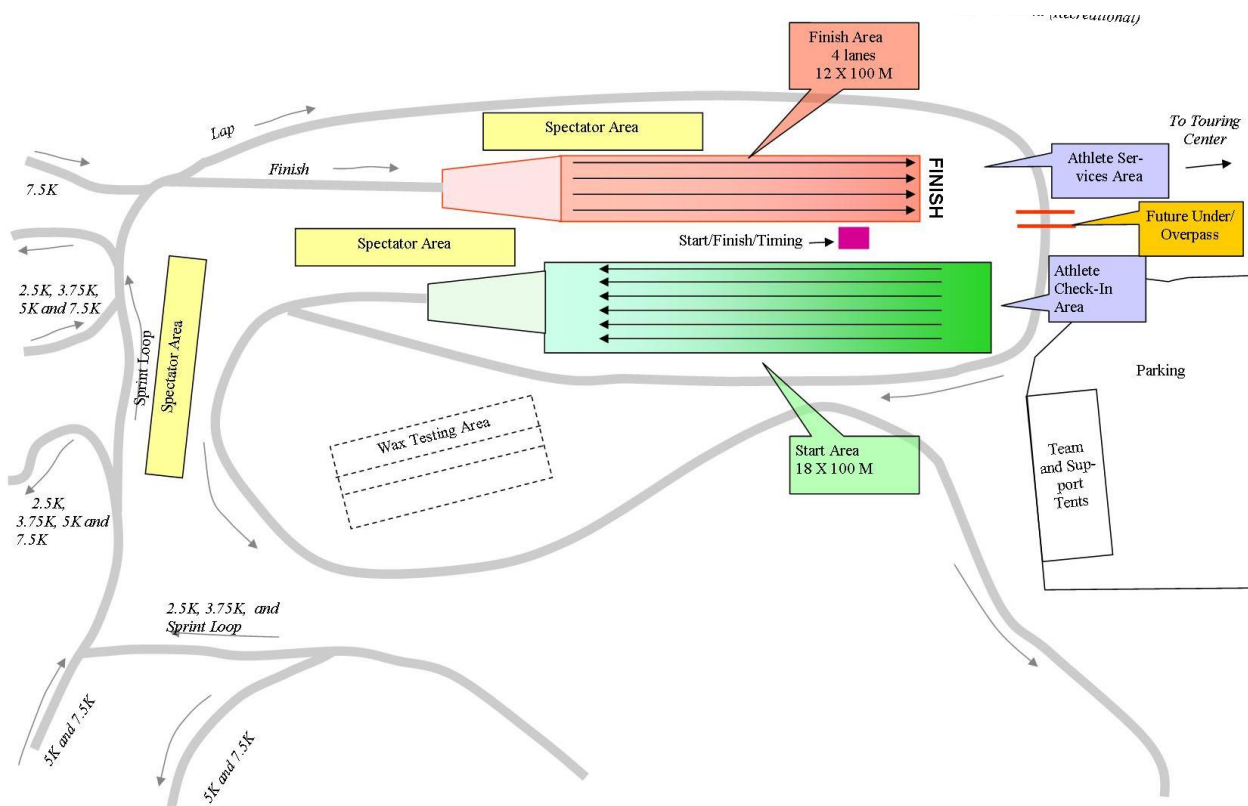 (Recreational)
Finish Area
4 lanes
12 X 100 M
Lap
Spectator Area
To Touring
Center
Finish
FINISH
Athlete Ser-
vices Area
7.5K
Future Under/
Overpass
Spectator Area
Start/Finish/Timing
2.5K, 3.75K,
5K and 7.5K
Athlete
Check-In
Area
Sprint Loop
Spectator Area
Parking
Wax Testing Area
Start Area
18 X 100 M
Team
and Sup-
port
Tents
2.5K,
3.75K, 5K and
7.5K
2.5K, 3.75K, and
Sprint Loop
5K and 7.5K
5K and 7.5K